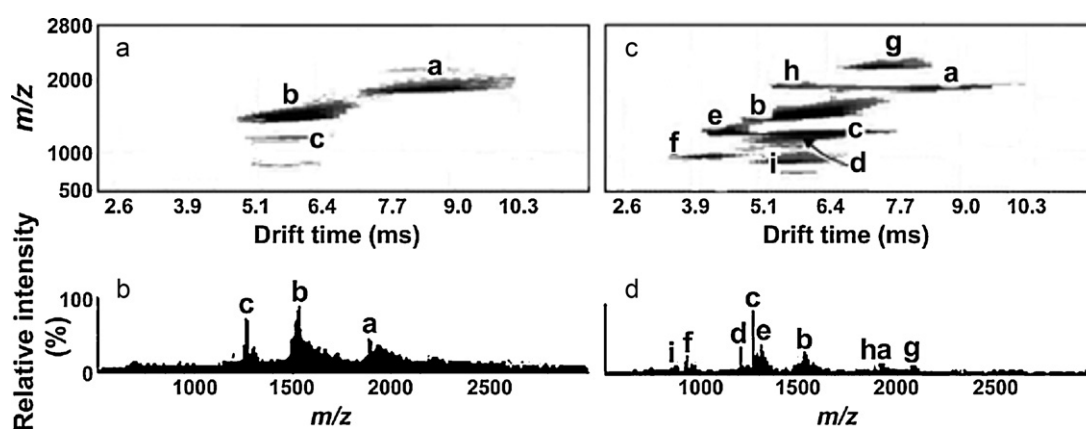 2800
2000
1000
500
m/z
a
a
b
c
2.6 3.9 5.1 6.4 7.7 9.0 10.3
Drift time (ms)
c
g
h
a
b
e
c
f
d
i
2.6 3.9 5.1 6.4 7.7 9.0 10.3
Drift time (ms)
Relative intensity
(%)
100
0
b
c
b
a
1000 1500 2000 2500
m/z
d
c
d
e
i
f
b
h
a
g
1000 1500 2000 2500
m/z